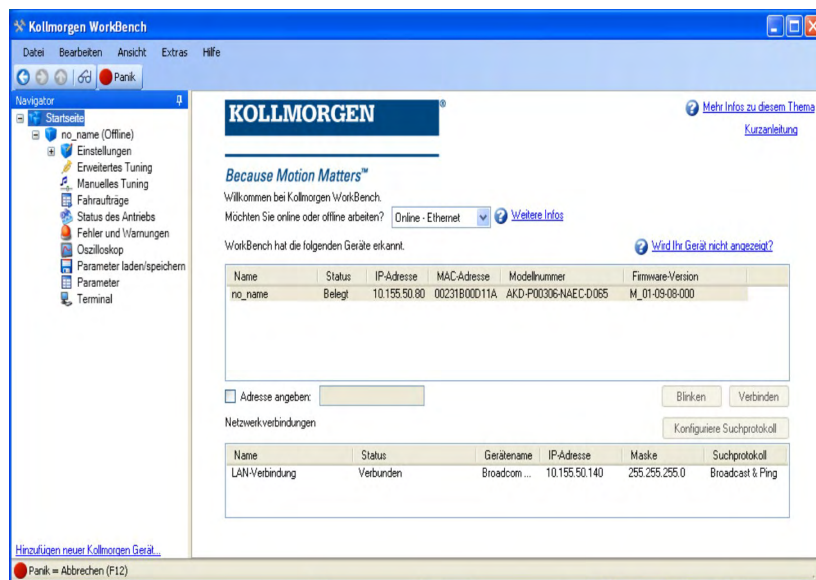 Kollmorgen WorkBench
Datei Bearbeiten Ansicht Extras Hilfe
Panik
Navigator
Startseite
no_name (Offline)
Einstellungen
Erweitertes Tuning
Manuelles Tuning
Fahraufträge
Status des Antriebs
Fehler und Warnungen
Oszilloskop
Parameter laden/speichern
Parameter
Terminal
Hinzufügen neuer Kollmorgen Gerät...
KOLLMORGEN®
Because Motion Matters™
Mehr Infos zu diesem Thema
Kurzanleitung
Willkommen bei Kollmorgen WorkBench.
Möchten Sie online oder offline arbeiten? Online - Ethernet Weitere Infos
WorkBench hat die folgenden Geräte erkannt. Wird Ihr Gerät nicht angezeigt?
Name Status IP-Adresse MAC-Adresse Modellnummer Firmware-Version
no_name Belegt 10.155.50.80 00231B00D11A AKD-P00306-NAEC-D065 M_01-09-08-000
Adresse angeben: Blinken Verbinden
Netzwerkverbindungen Konfiguriere Suchprotokoll
Name Status Gerätename IP-Adresse Maske Suchprotokoll
LAN-Verbindung Verbunden Broadcom ... 10.155.50.140 255.255.255.0 Broadcast & Ping
Panik = Abbrechen (F12)